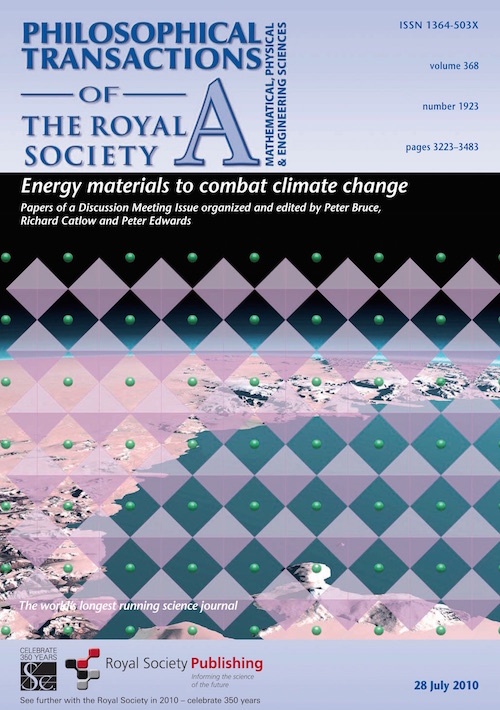 PHILOSOPHICAL
TRANSACTIONS
OF
THE ROYAL
SOCIETY
A
MATHEMATICAL, PHYSICAL
& ENGINEERING SCIENCES
ISSN 1364-503X
volume 368
number 1923
pages 3223–3483
Energy materials to combat climate change
Papers of a Discussion Meeting Issue organized and edited by Peter Bruce,
Richard Catlow and Peter Edwards
The world's longest running science journal
CELEBRATE
350 YEARS
Royal Society Publishing
Informing the science
of the future
See further with the Royal Society in 2010 – celebrate 350 years
28 July 2010